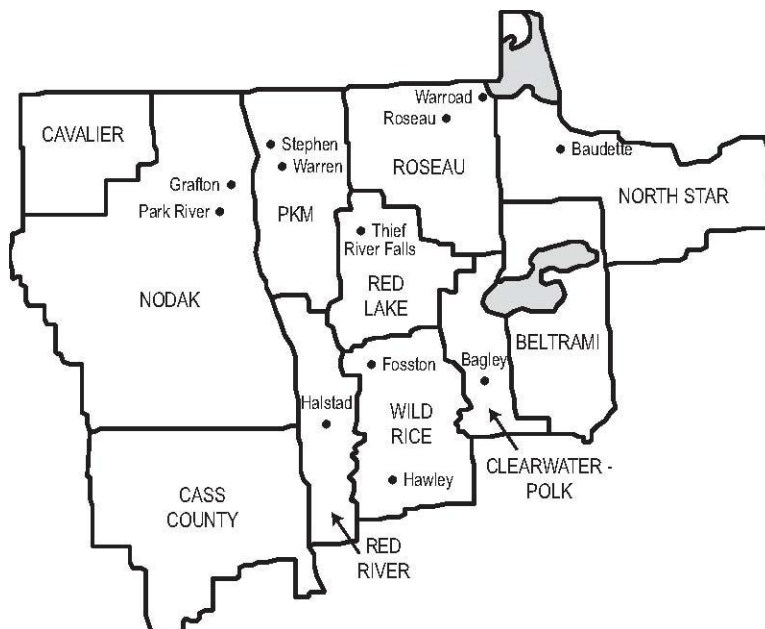 Warroad
Roseau
CAVALIER
Stephen
Baudette
Warren
ROSEAU
Grafton
NORTH STAR
Park River
PKM
Thief
River Falls
RED
LAKE
NODAK
BELTRAMI
Fosston
Bagley
Halstad
WILD
RICE
CLEARWATER -
POLK
Hawley
CASS
COUNTY
RED
RIVER